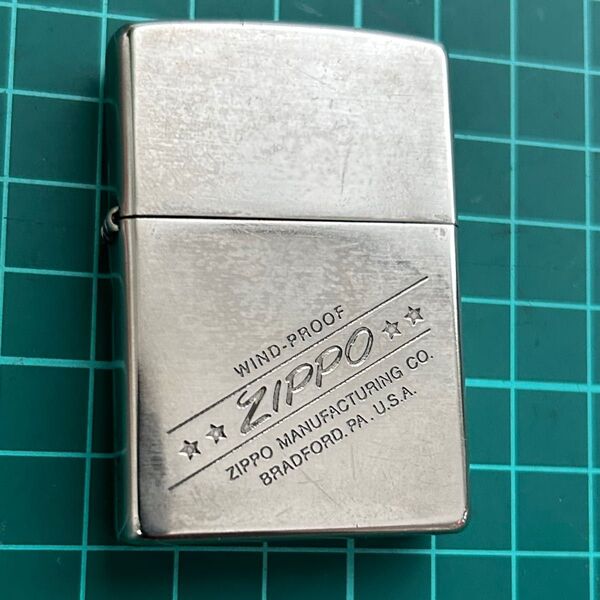 WIND-PROOF
ZIPPO
ZIPPO MANUFACTURING CO.
BRADFORD.PA.U.S.A.